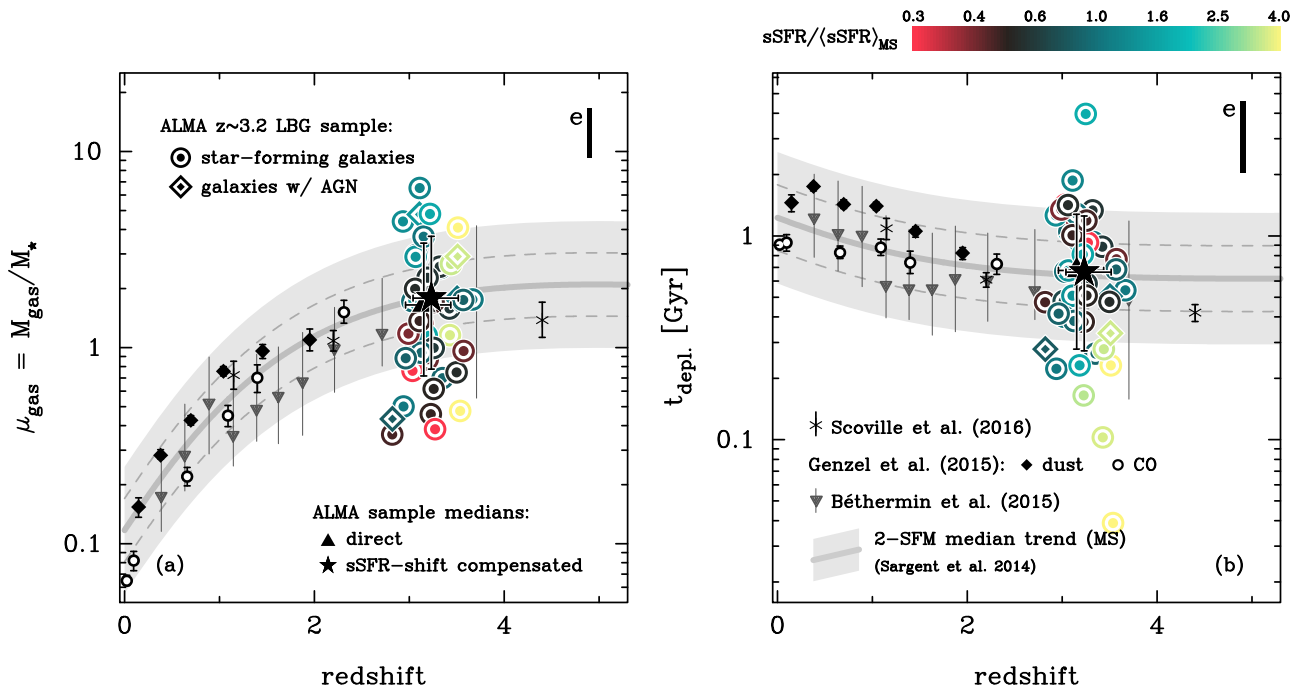 sSFR/⟨sSFR⟩MS
0.3 0.4 0.6 1.0 1.6 2.5 4.0
ALMA z~3.2 LBG sample:
star-forming galaxies
galaxies w/ AGN
e
10
1
0.1
μgas = Mgas/M★
ALMA sample medians:
direct
sSFR-shift compensated
(a)
0 2 4
redshift
e
1
0.1
tdepl. [Gyr]
Scoville et al. (2016)
Genzel et al. (2015): dust CO
Béthermin et al. (2015)
2-SFM median trend (MS)
(Sargent et al. 2014)
(b)
0 2 4
redshift